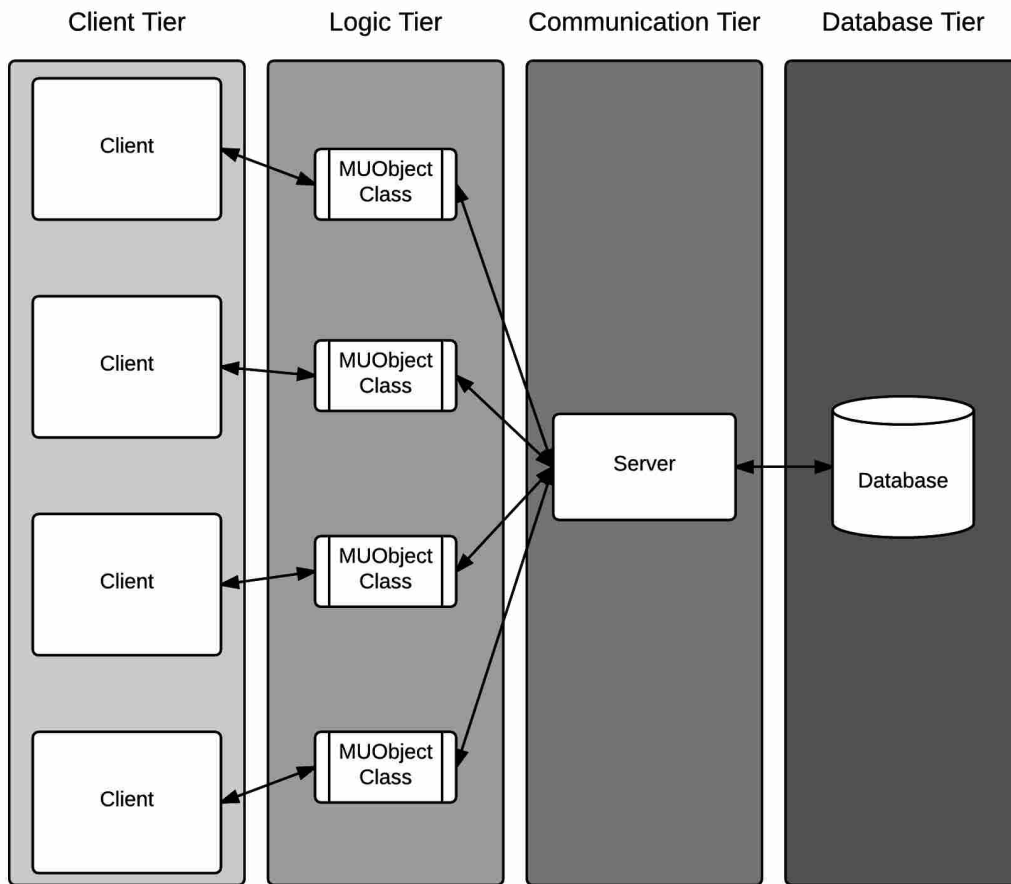 Client Tier
Logic Tier
Communication Tier
Database Tier
Client
MUObject
Class
Client
MUObject
Class
Server
Database
Client
MUObject
Class
Client
MUObject
Class